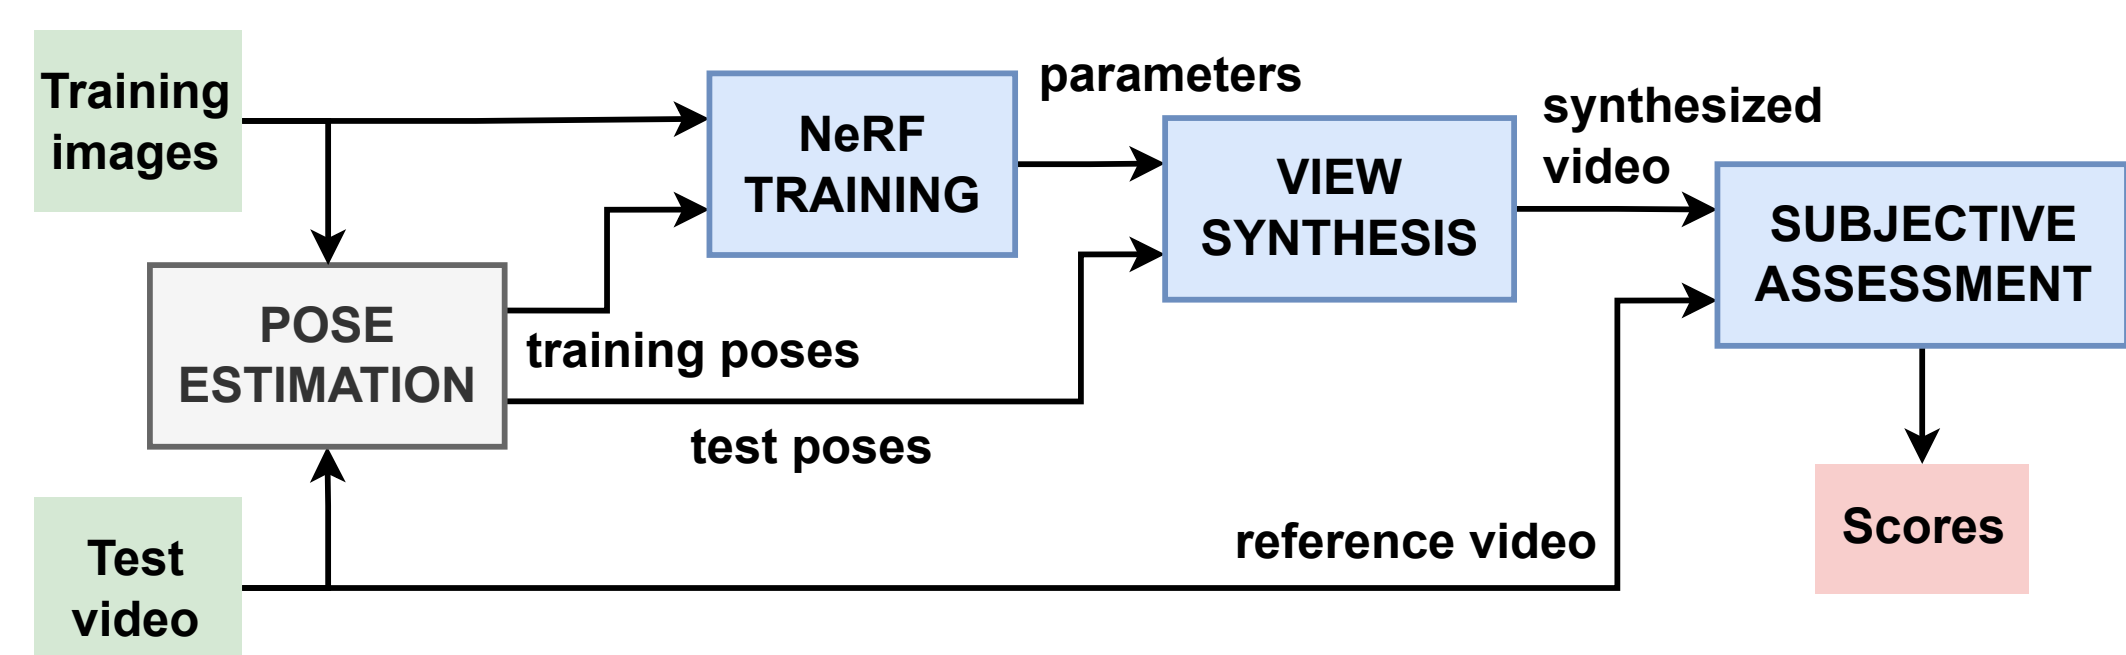 Training
images
NeRF
TRAINING
parameters
VIEW
SYNTHESIS
synthesized
video
SUBJECTIVE
ASSESSMENT
POSE
ESTIMATION
training poses
test poses
Test
video
reference video
Scores